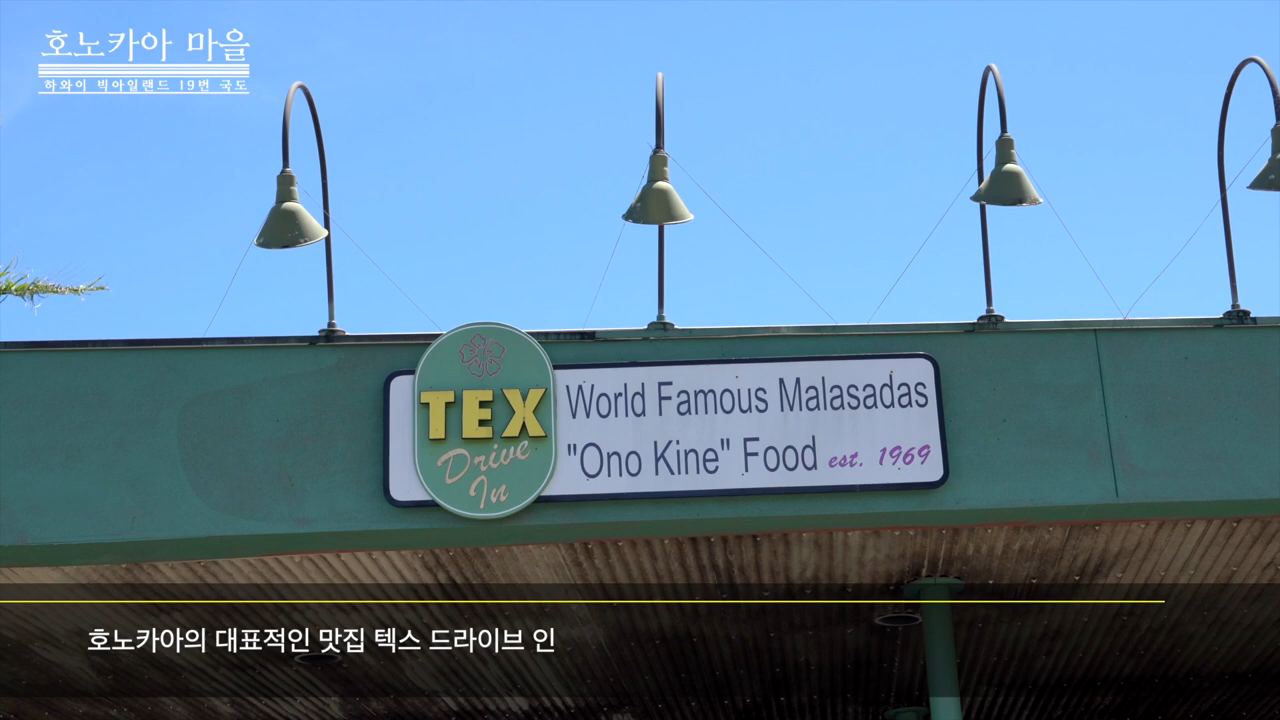 호노카아 마을
하와이 빅아일랜드 19번 국도
TEX
Drive
In
World Famous Malasadas
"Ono Kine" Food est. 1969
호노카아의 대표적인 맛집 텍스 드라이브 인